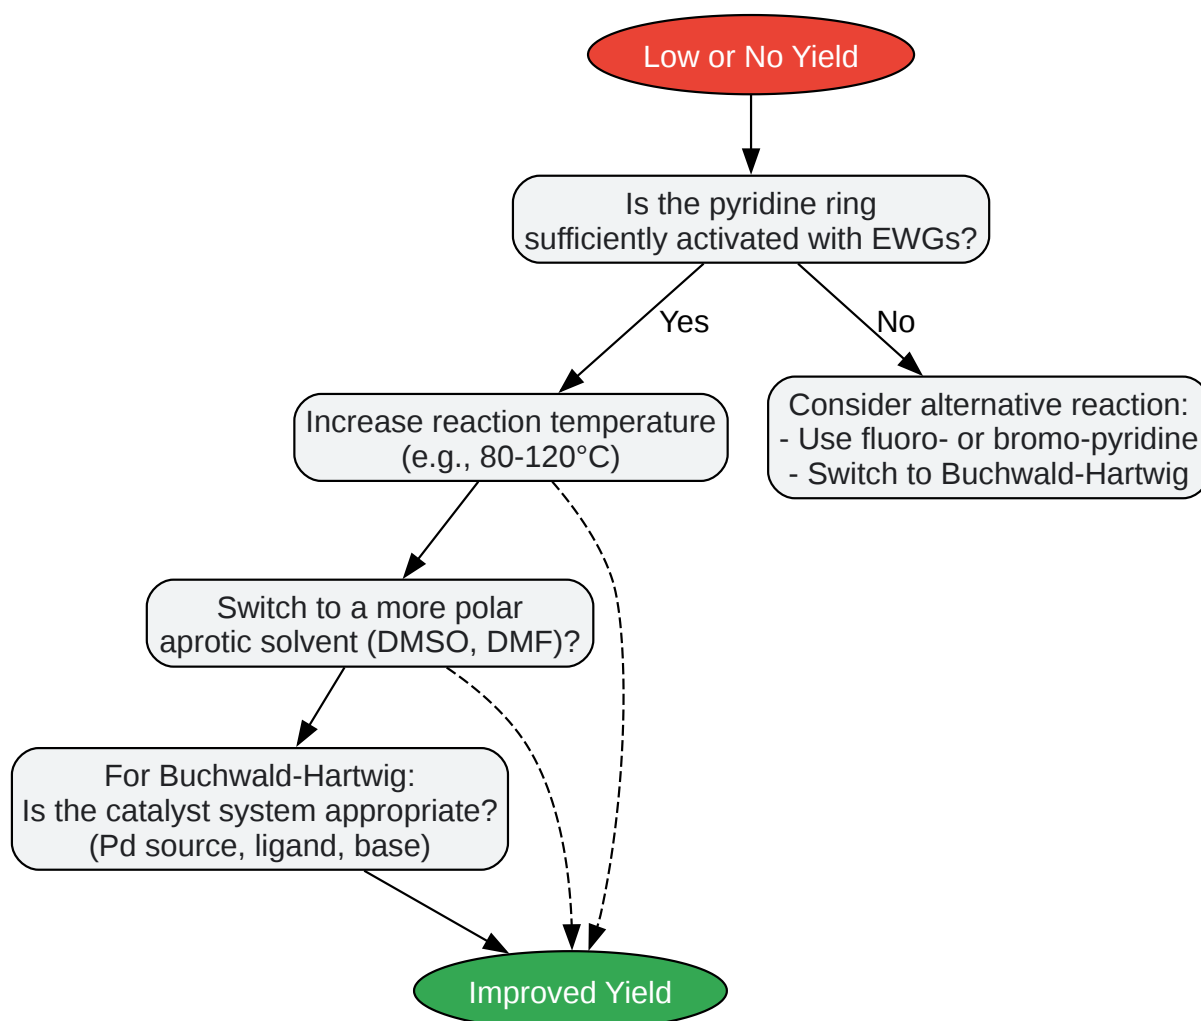 Low or No Yield
Is the pyridine ring
sufficiently activated with EWGs?
Yes
No
Increase reaction temperature
(e.g., 80-120°C)
Consider alternative reaction:
- Use fluoro- or bromo-pyridine
- Switch to Buchwald-Hartwig
Switch to a more polar
aprotic solvent (DMSO, DMF)?
For Buchwald-Hartwig:
Is the catalyst system appropriate?
(Pd source, ligand, base)
Improved Yield